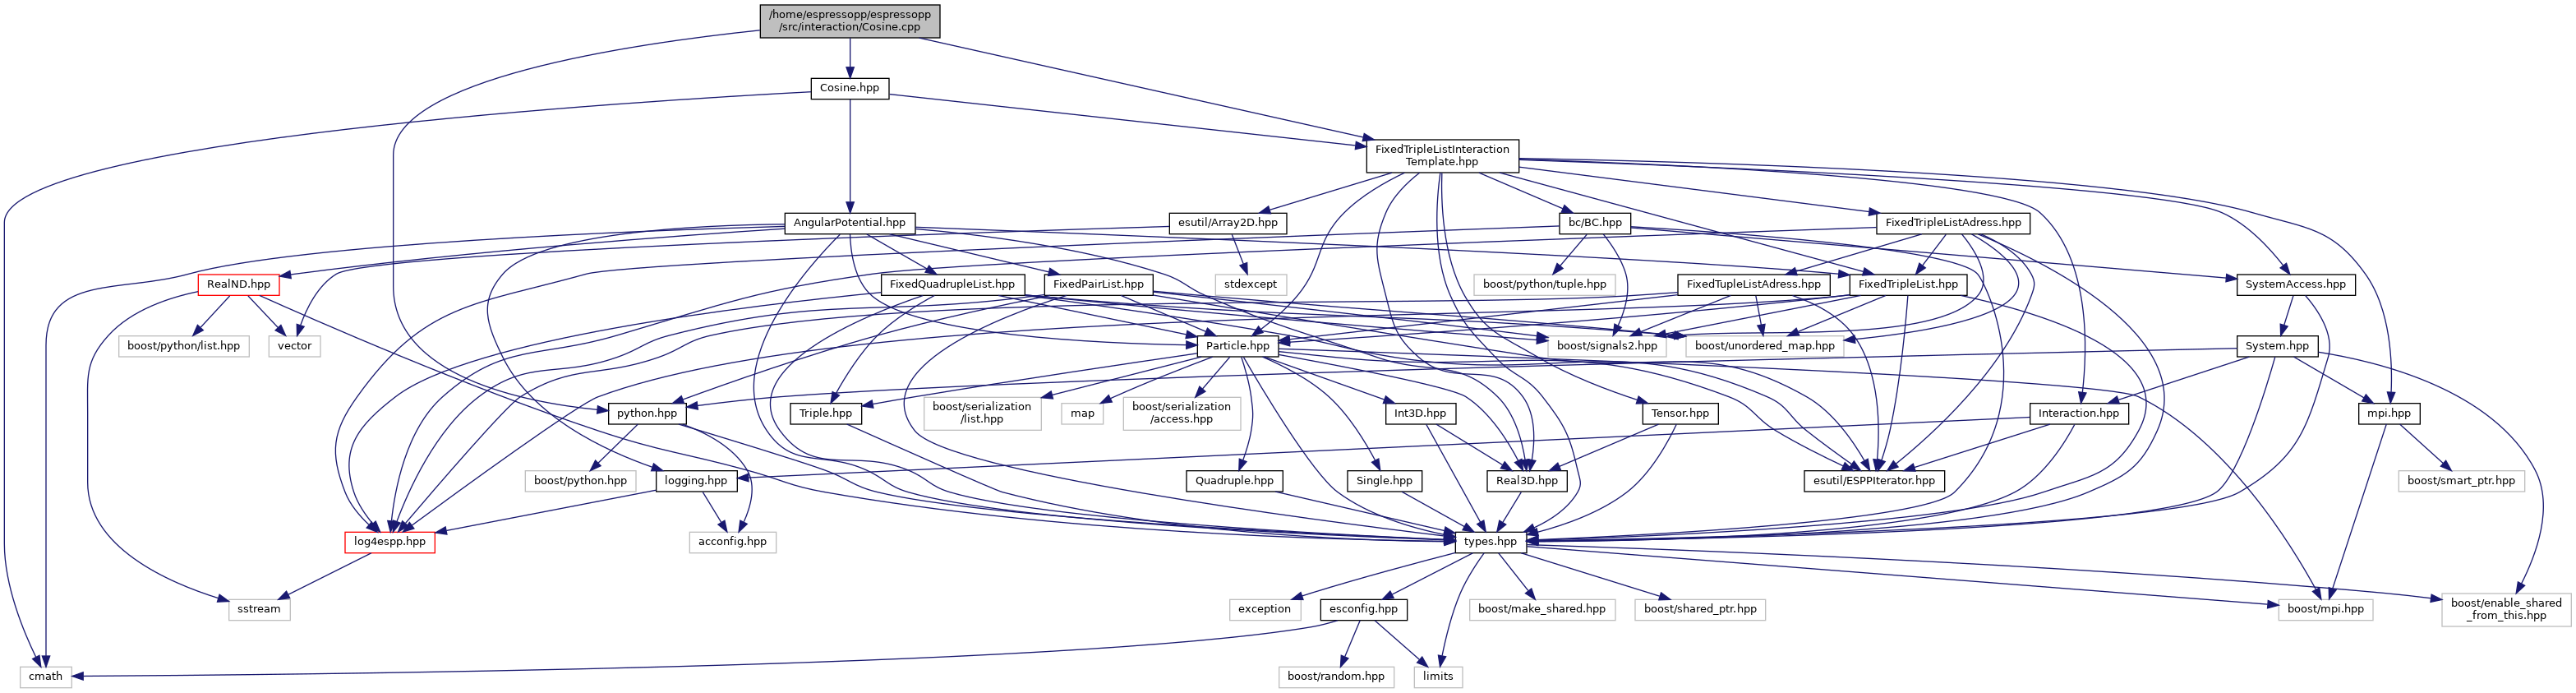 /home/espressopp/espressopp
/src/interaction/Cosine.cpp
Cosine.hpp
FixedTripleListInteraction
Template.hpp
AngularPotential.hpp
esutil/Array2D.hpp
bc/BC.hpp
FixedTripleListAdress.hpp
RealND.hpp
FixedQuadrupleList.hpp
FixedPairList.hpp
stdexcept
boost/python/tuple.hpp
FixedTupleListAdress.hpp
FixedTripleList.hpp
SystemAccess.hpp
boost/python/list.hpp
vector
Particle.hpp
boost/signals2.hpp
boost/unordered_map.hpp
System.hpp
python.hpp
Triple.hpp
boost/serialization
/list.hpp
map
boost/serialization
/access.hpp
Int3D.hpp
Tensor.hpp
Interaction.hpp
mpi.hpp
boost/python.hpp
logging.hpp
Quadruple.hpp
Single.hpp
Real3D.hpp
esutil/ESPPIterator.hpp
boost/smart_ptr.hpp
log4espp.hpp
acconfig.hpp
types.hpp
sstream
exception
esconfig.hpp
boost/make_shared.hpp
boost/shared_ptr.hpp
boost/mpi.hpp
boost/enable_shared
_from_this.hpp
cmath
boost/random.hpp
limits